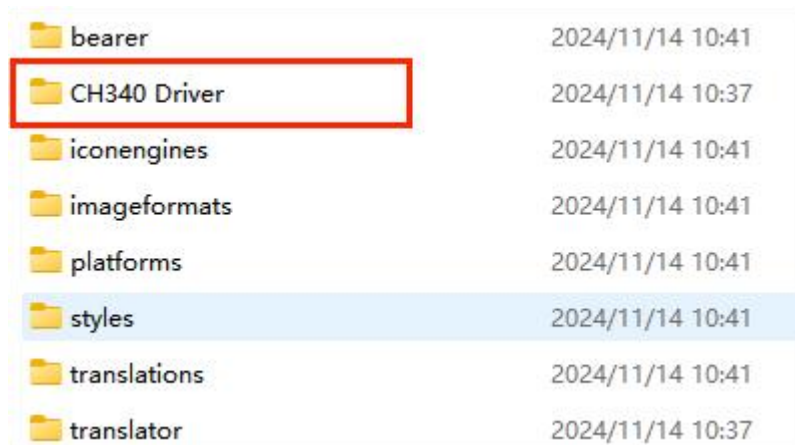 bearer 2024/11/14 10:41
CH340 Driver 2024/11/14 10:37
iconengines 2024/11/14 10:41
imageformats 2024/11/14 10:41
platforms 2024/11/14 10:41
styles 2024/11/14 10:41
translations 2024/11/14 10:41
translator 2024/11/14 10:37